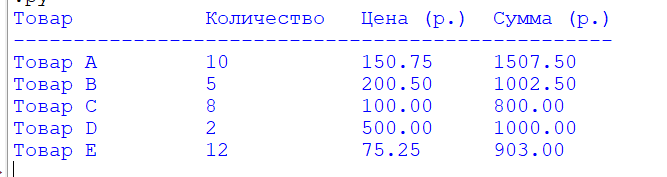 .py
Товар Количество Цена (р.) Сумма (р.)
--------------------------------------------------
Товар A 10 150.75 1507.50
Товар B 5 200.50 1002.50
Товар C 8 100.00 800.00
Товар D 2 500.00 1000.00
Товар E 12 75.25 903.00